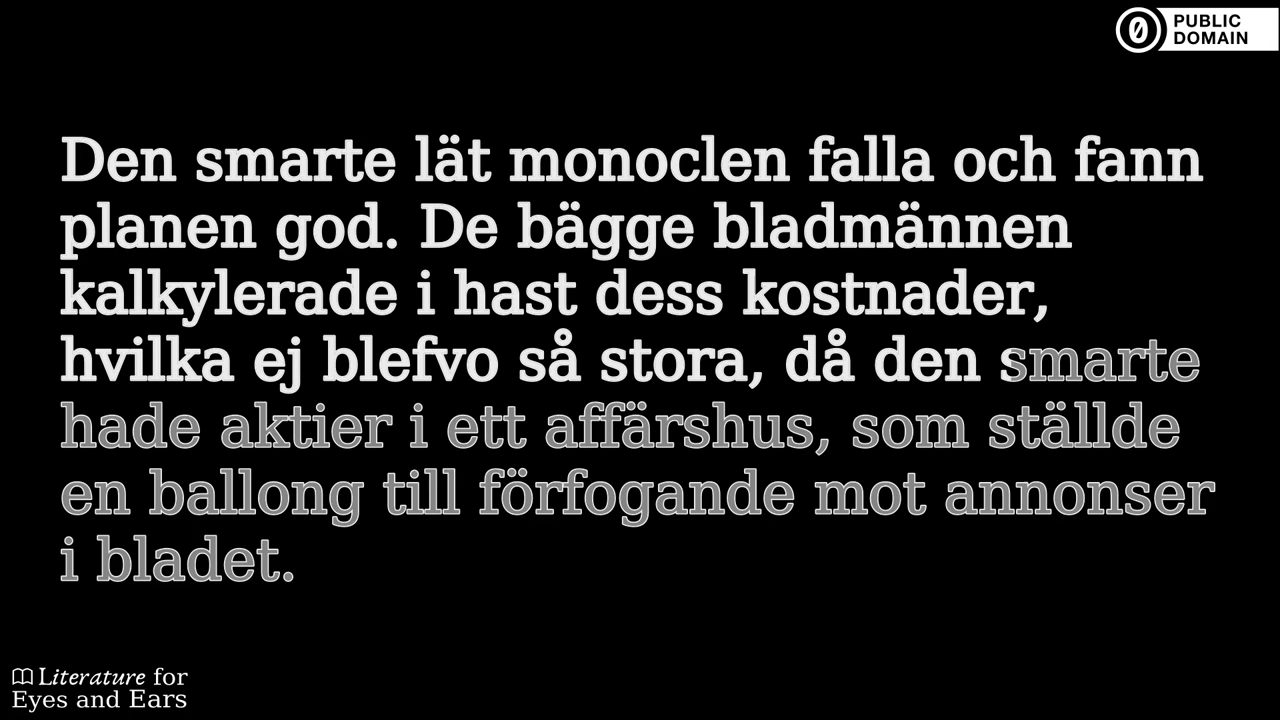 PUBLIC
DOMAIN
Den smarte lät monoclen falla och fann
planen god. De bägge bladmännen
kalkylerade i hast dess kostnader,
hvilka ej blefvo så stora, då den smarte
hade aktier i ett affärshus, som ställde
en ballong till förfogande mot annonser
i bladet.
Literature for
Eyes and Ears